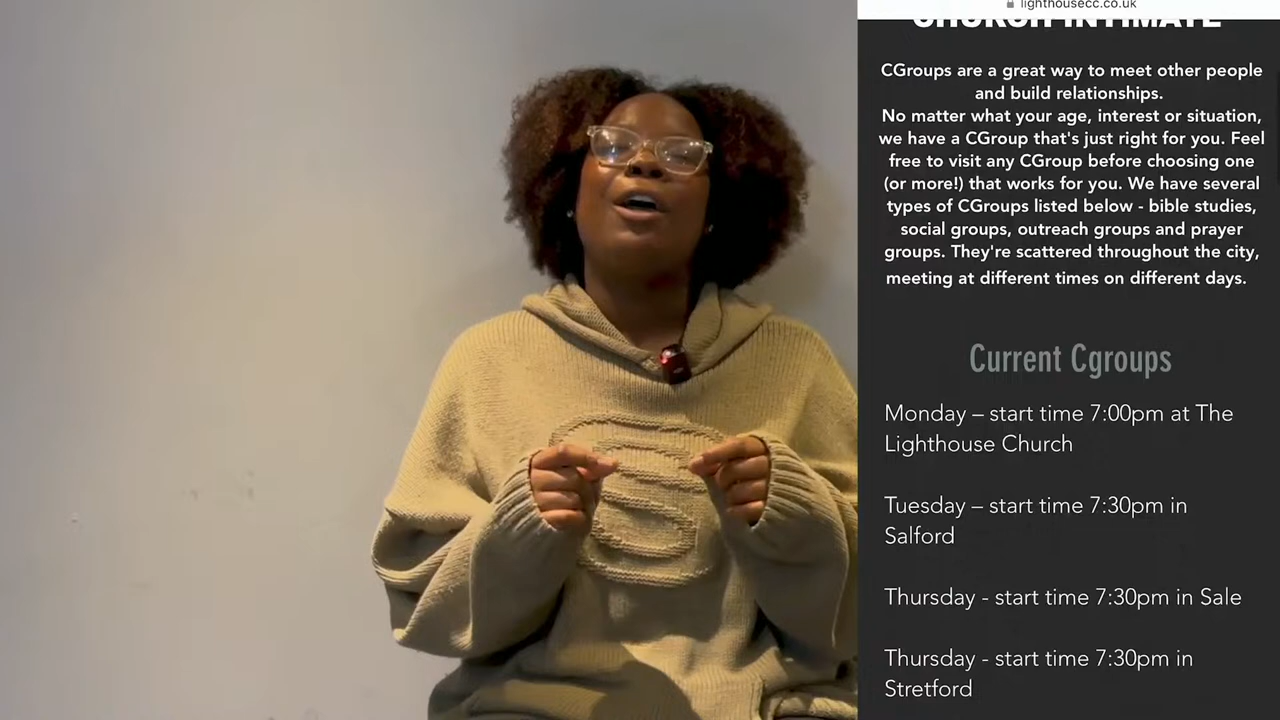 lighthousecc.co.uk
CHURCH INTIMATE
CGroups are a great way to meet other people
and build relationships.
No matter what your age, interest or situation,
we have a CGroup that's just right for you. Feel
free to visit any CGroup before choosing one
(or more!) that works for you. We have several
types of CGroups listed below - bible studies,
social groups, outreach groups and prayer
groups. They're scattered throughout the city,
meeting at different times on different days.
Current Cgroups
Monday – start time 7:00pm at The
Lighthouse Church
Tuesday – start time 7:30pm in
Salford
Thursday - start time 7:30pm in Sale
Thursday - start time 7:30pm in
Stretford